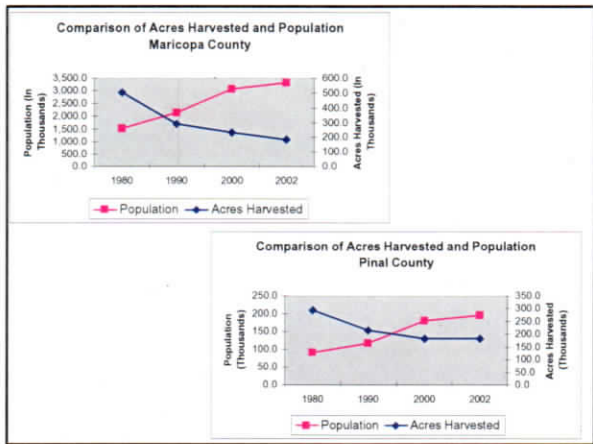 Comparison of Acres Harvested and Population
Maricopa County
Population (In Thousands)
3,500.0
3,000.0
2,500.0
2,000.0
1,500.0
1,000.0
500.0
0.0
600.0
500.0
400.0
300.0
200.0
100.0
0.0
Acres Harvested (In Thousands)
1980 1990 2000 2002
Population Acres Harvested
Comparison of Acres Harvested and Population
Pinal County
Population (Thousands)
250.0
200.0
150.0
100.0
50.0
0.0
350.0
300.0
250.0
200.0
150.0
100.0
50.0
0.0
Acres Harvested (Thousands)
1980 1990 2000 2002
Population Acres Harvested